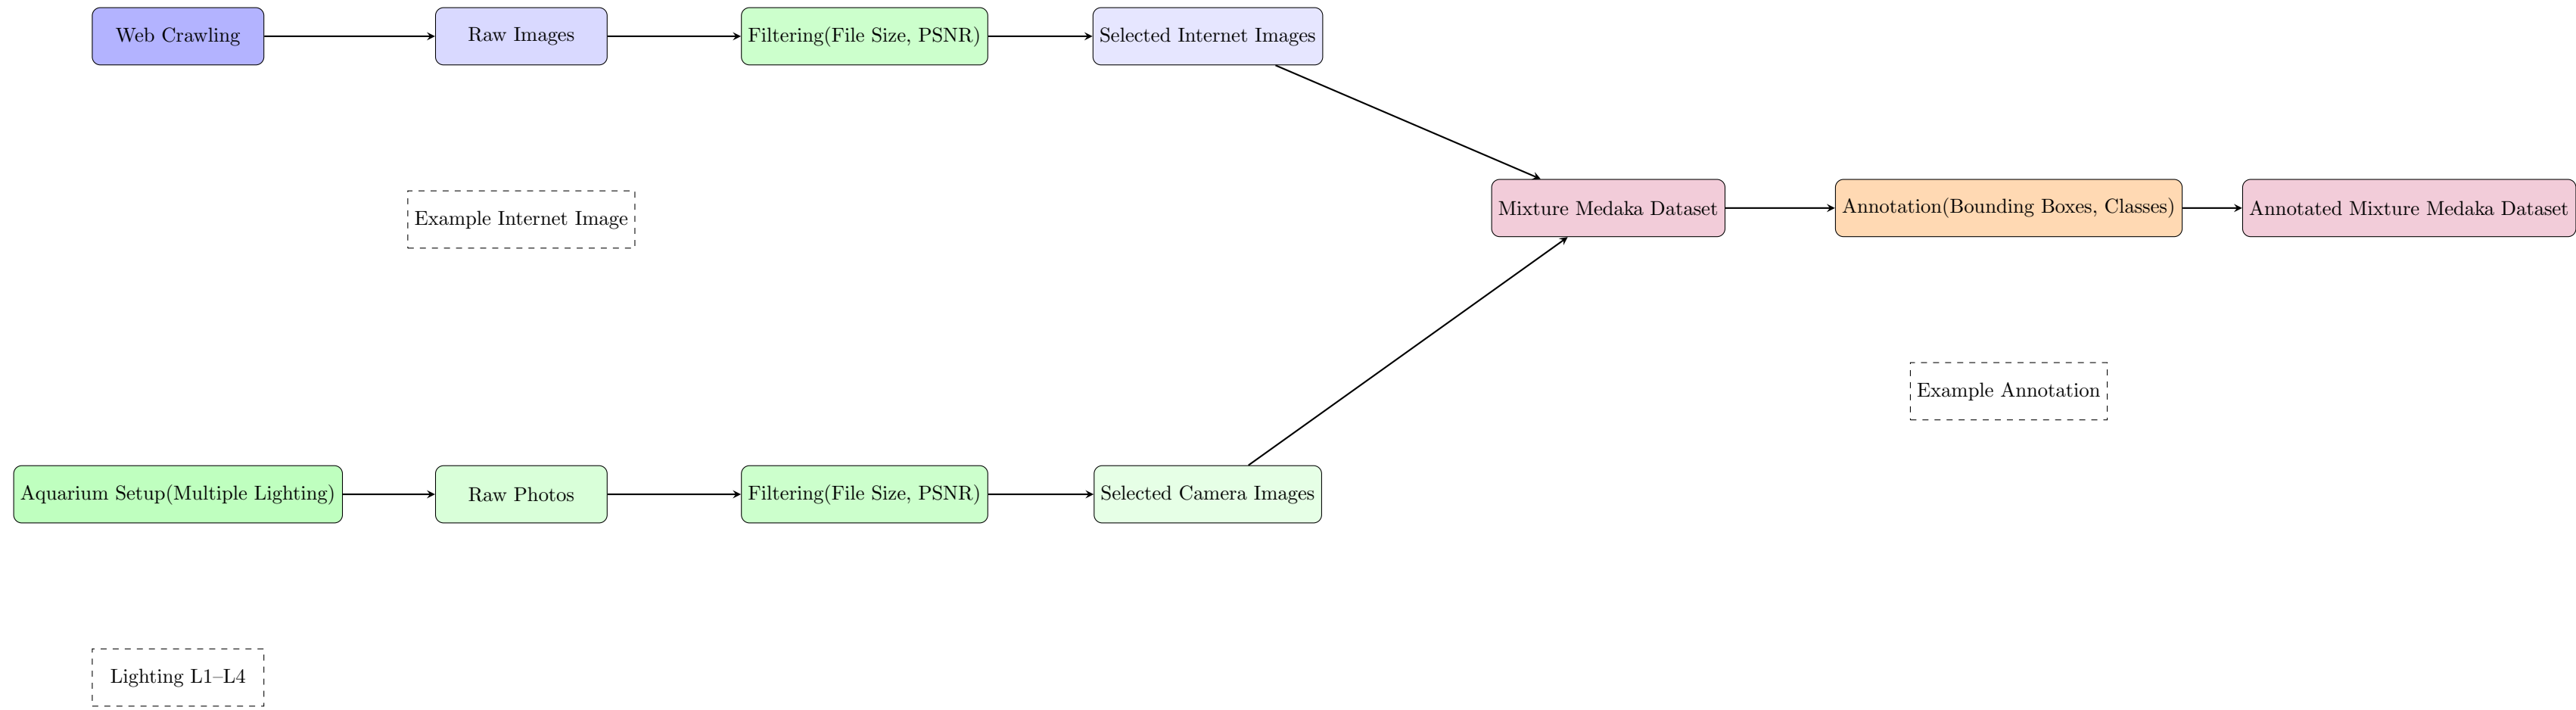 Web Crawling
Raw Images
Filtering(File Size, PSNR)
Selected Internet Images
Example Internet Image
Mixture Medaka Dataset
Annotation(Bounding Boxes, Classes)
Annotated Mixture Medaka Dataset
Example Annotation
Aquarium Setup(Multiple Lighting)
Raw Photos
Filtering(File Size, PSNR)
Selected Camera Images
Lighting L1–L4